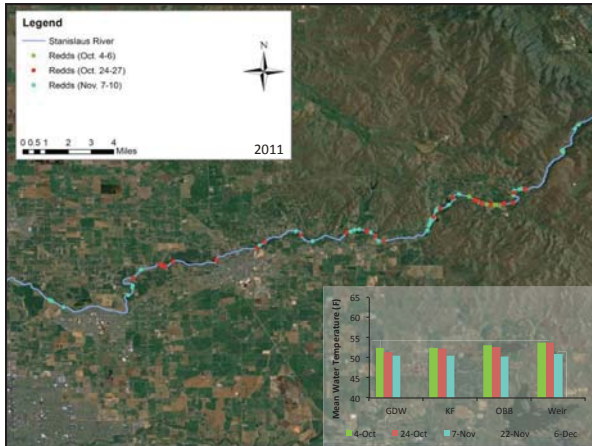 Legend
Stanislaus River
Redds (Oct. 4-6)
Redds (Oct. 24-27)
Redds (Nov. 7-10)
N
0 0.5 1 2 3 4
Miles
2011
Mean Water Temperature (F)
65
60
55
50
45
40
GDW KF OBB Weir
4-Oct 24-Oct 7-Nov 22-Nov 6-Dec